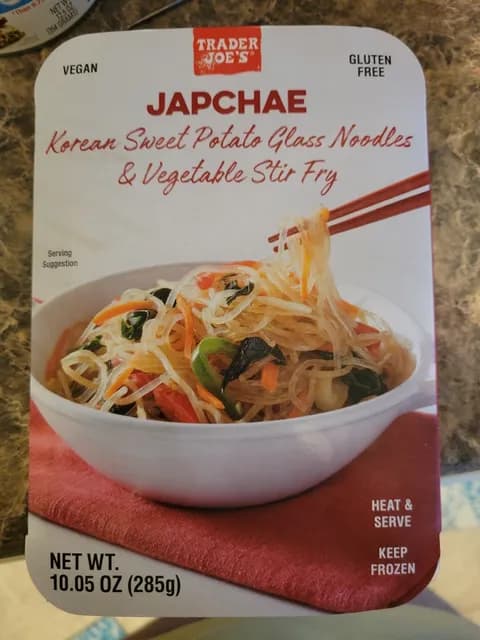 TRADER
JOE'S
VEGAN
GLUTEN
FREE
JAPCHAE
Korean Sweet Potato Glass Noodles
& Vegetable Stir Fry
Serving
Suggestion
HEAT &
SERVE
KEEP
FROZEN
NET WT.
10.05 OZ (285g)